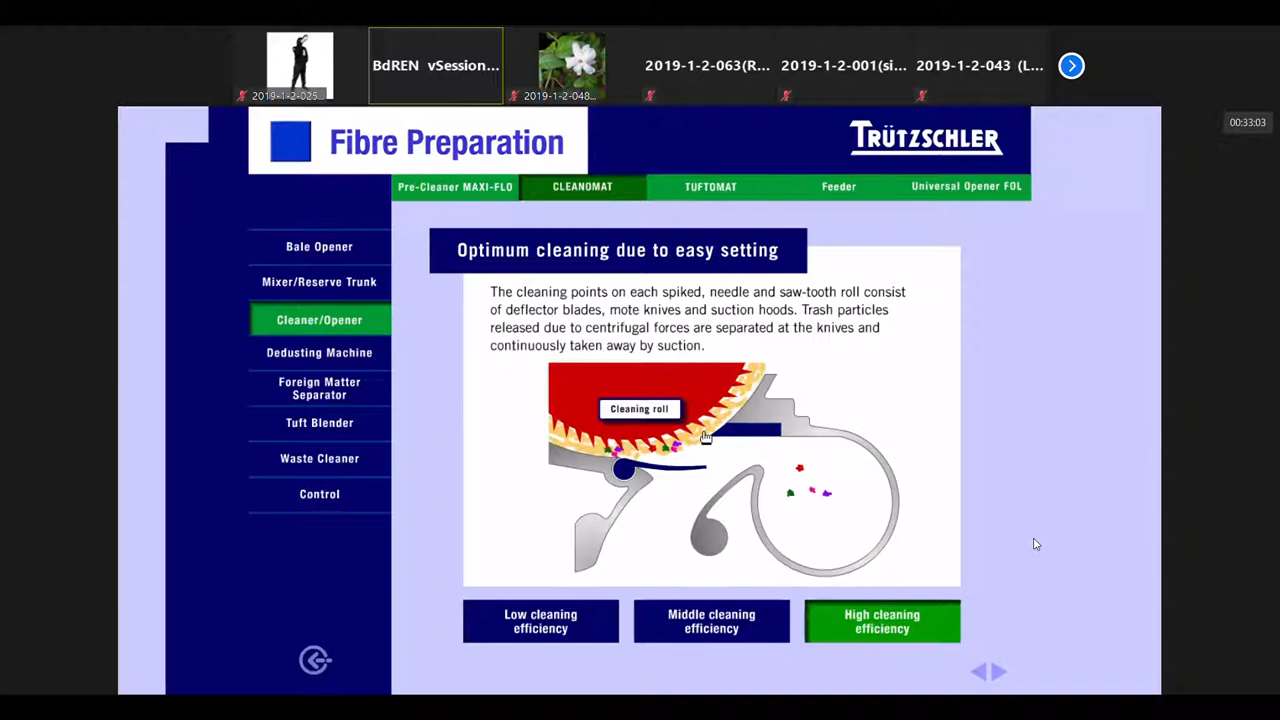 BdREN vSession...
2019-1-2-063(R...
2019-1-2-001(si...
2019-1-2-043 (L...
2019-1-2-025...
2019-1-2-048...
00:33:03
Fibre Preparation
TRÜTZSCHLER
Pre-Cleaner MAXI-FLO
CLEANOMAT
TUFTOMAT
Feeder
Universal Opener FOL
Bale Opener
Mixer/Reserve Trunk
Cleaner/Opener
Dedusting Machine
Foreign Matter
Separator
Tuft Blender
Waste Cleaner
Control
Optimum cleaning due to easy setting
The cleaning points on each spiked, needle and saw-tooth roll consist
of deflector blades, mote knives and suction hoods. Trash particles
released due to centrifugal forces are separated at the knives and
continuously taken away by suction.
Cleaning roll
Low cleaning
efficiency
Middle cleaning
efficiency
High cleaning
efficiency